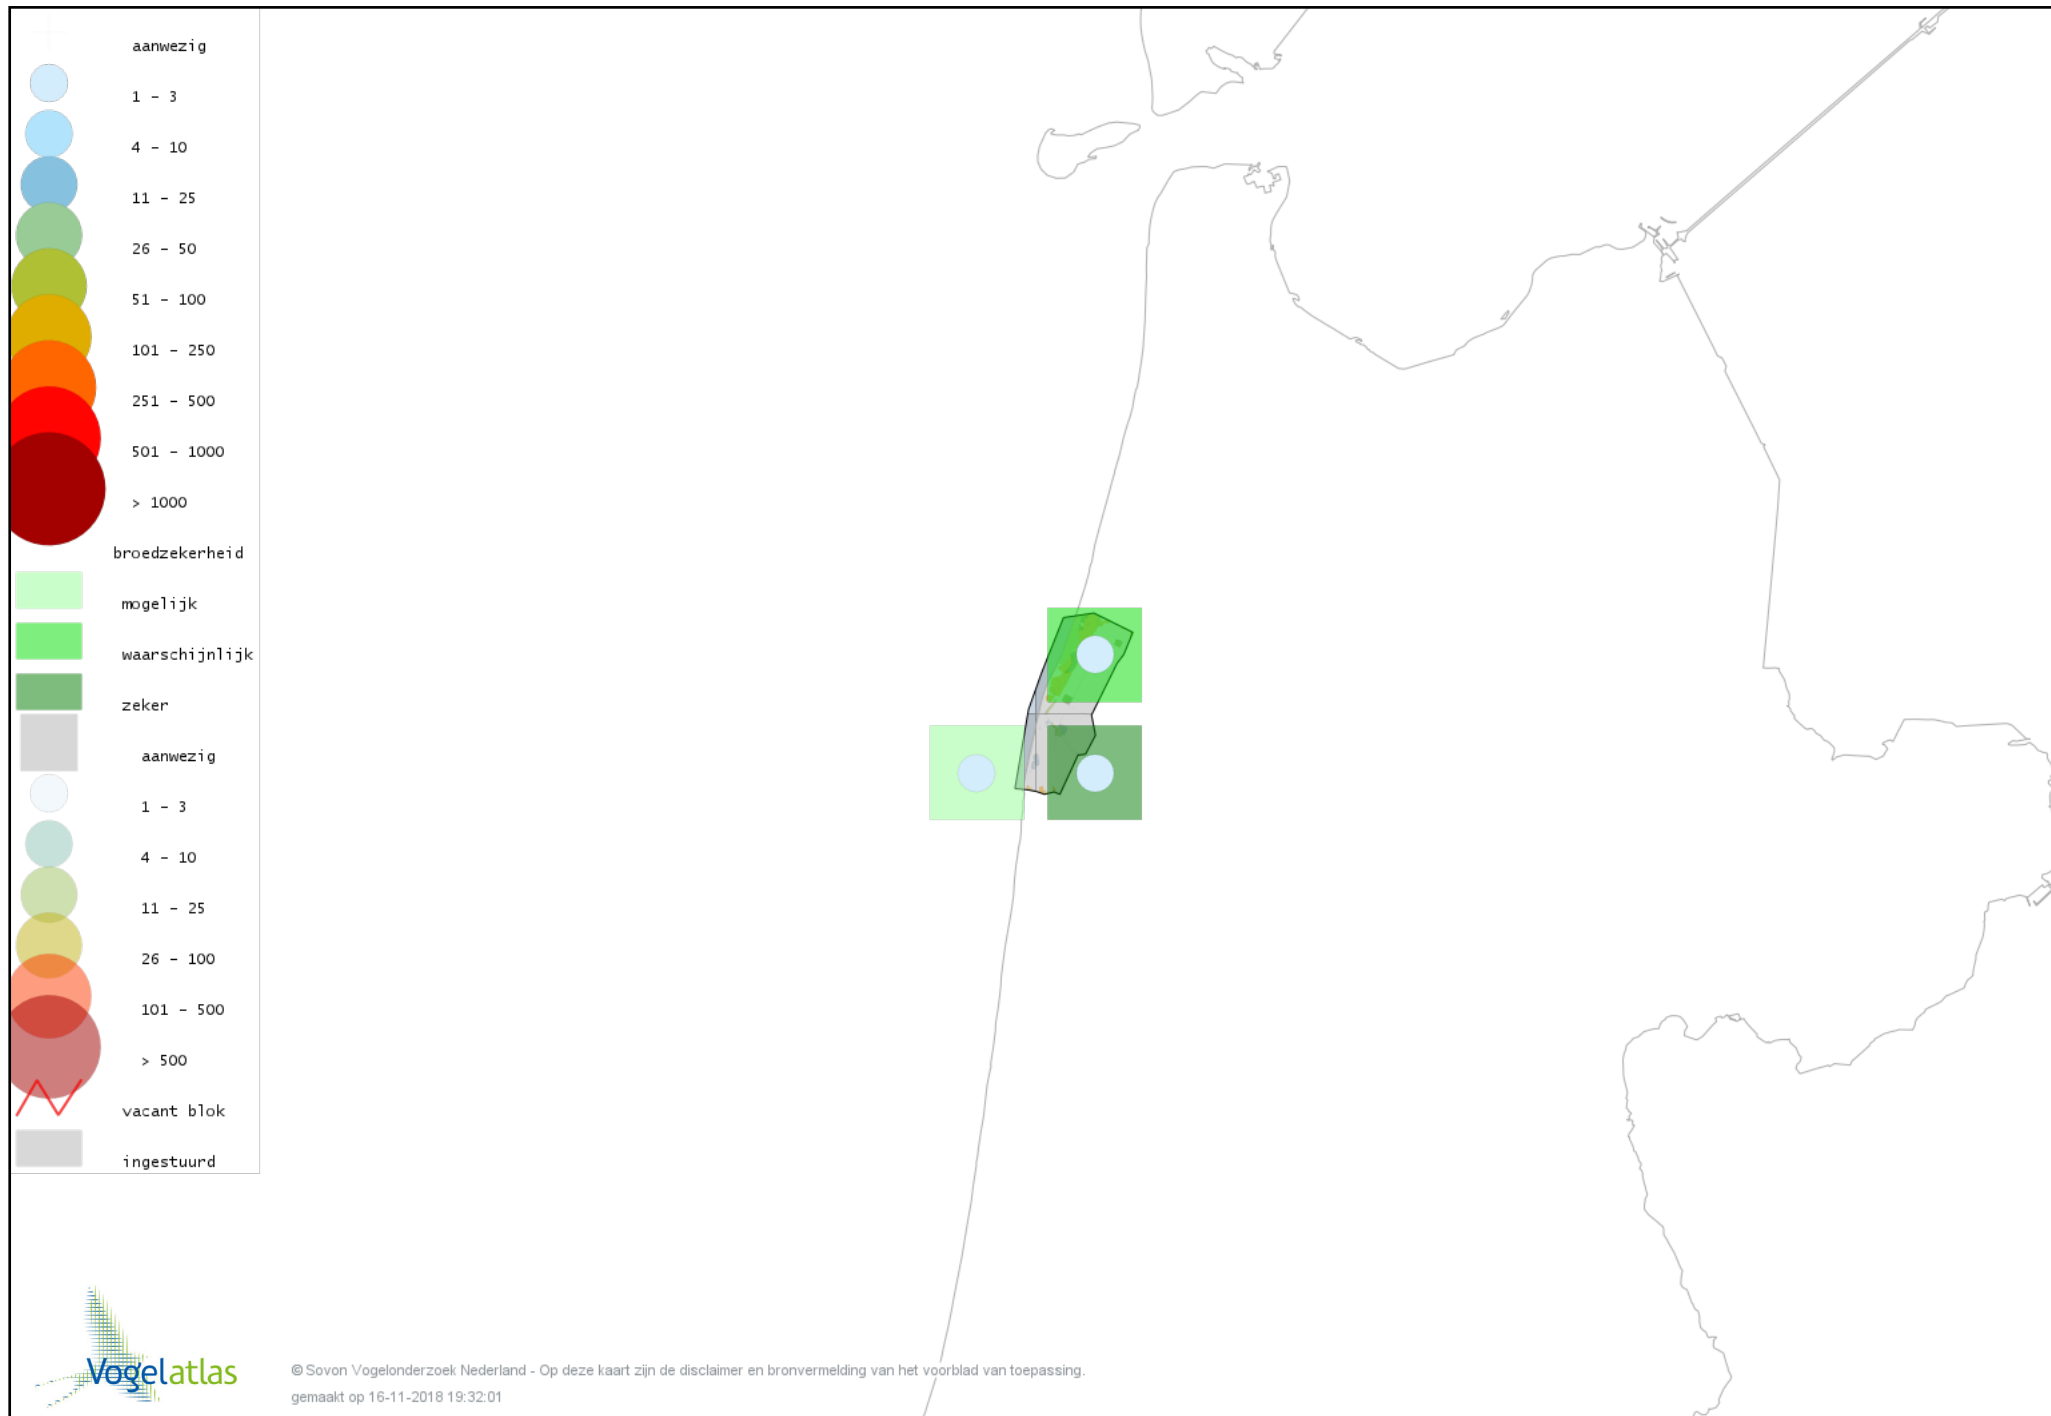 aanwezig
1 - 3
4 - 10
11 - 25
26 - 50
51 - 100
101 - 250
251 - 500
501 - 1000
> 1000
broedzekerheid
mogelijk
waarschijnlijk
zeker
aanwezig
1 - 3
4 - 10
11 - 25
26 - 100
101 - 500
> 500
vacant blok
ingestuurd
Vogelatlas
© Sovon Vogelonderzoek Nederland - Op deze kaart zijn de disclaimer en bronvermelding van het voorblad van toepassing.
gemaakt op 16-11-2018 19:32:01